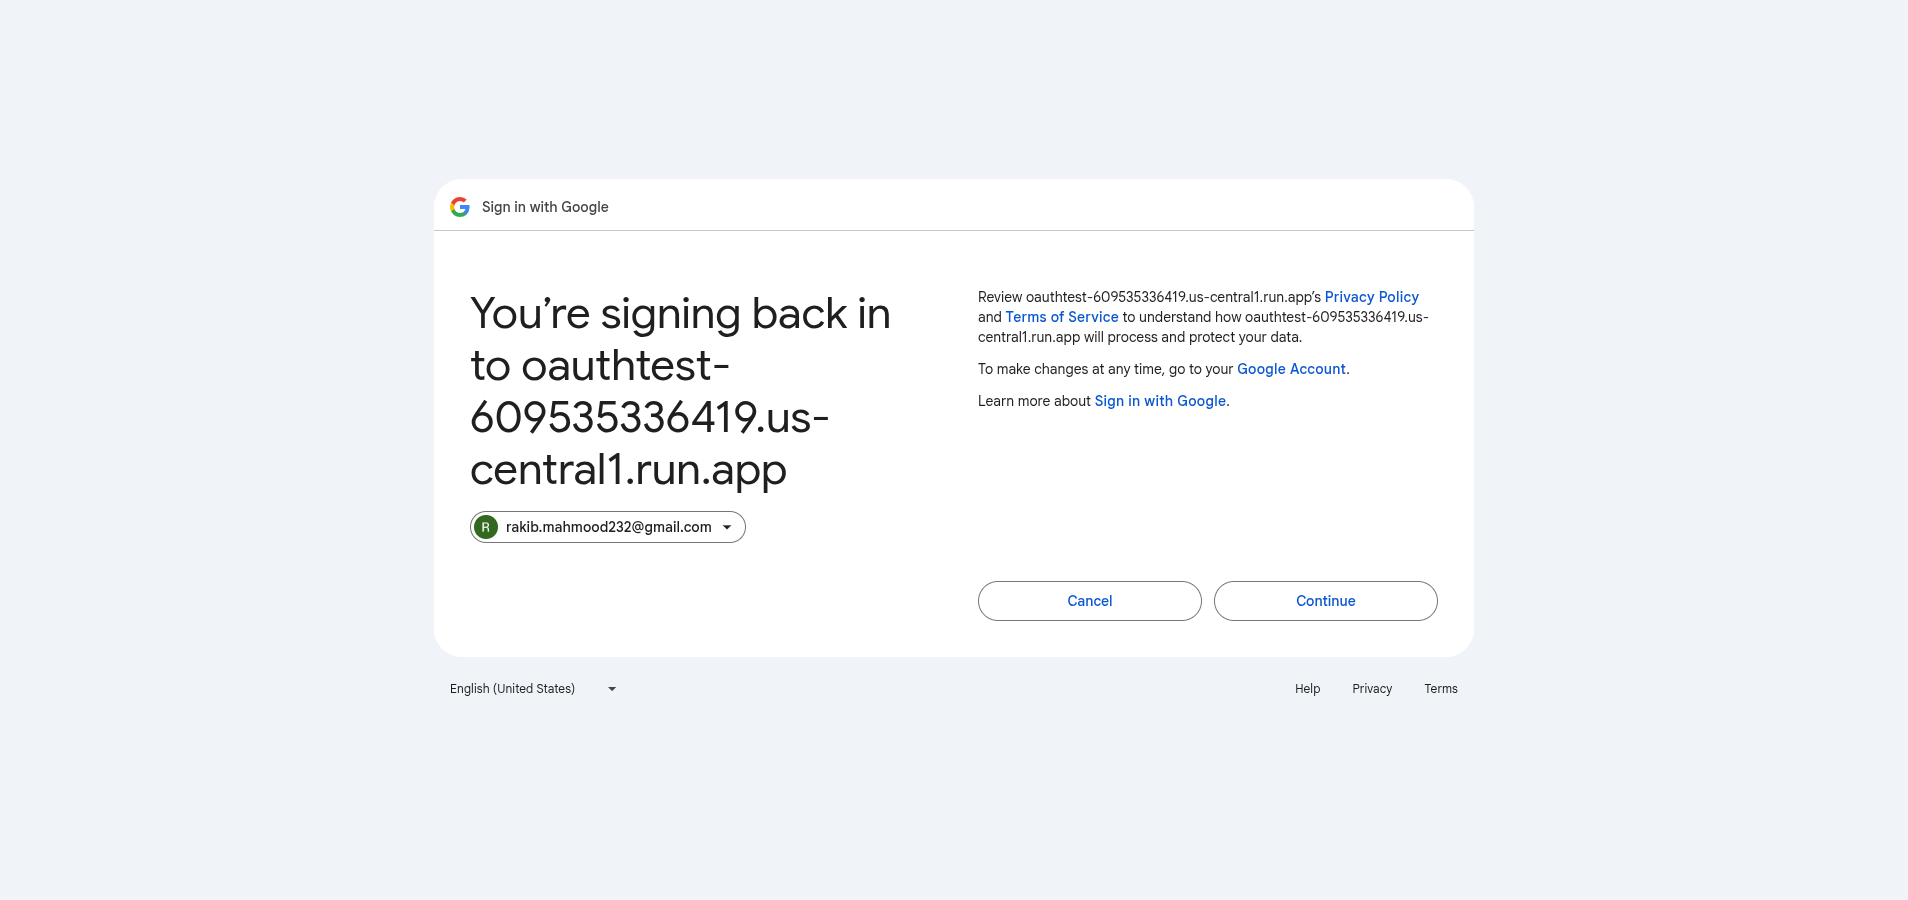 Sign in with Google
You’re signing back in
to oauthtest-
609535336419.us-
central1.run.app
R
rakib.mahmood232@gmail.com
Review oauthtest-609535336419.us-central1.run.app’s Privacy Policy
and Terms of Service to understand how oauthtest-609535336419.us-
central1.run.app will process and protect your data.
To make changes at any time, go to your Google Account.
Learn more about Sign in with Google.
Cancel
Continue
English (United States)
Help
Privacy
Terms